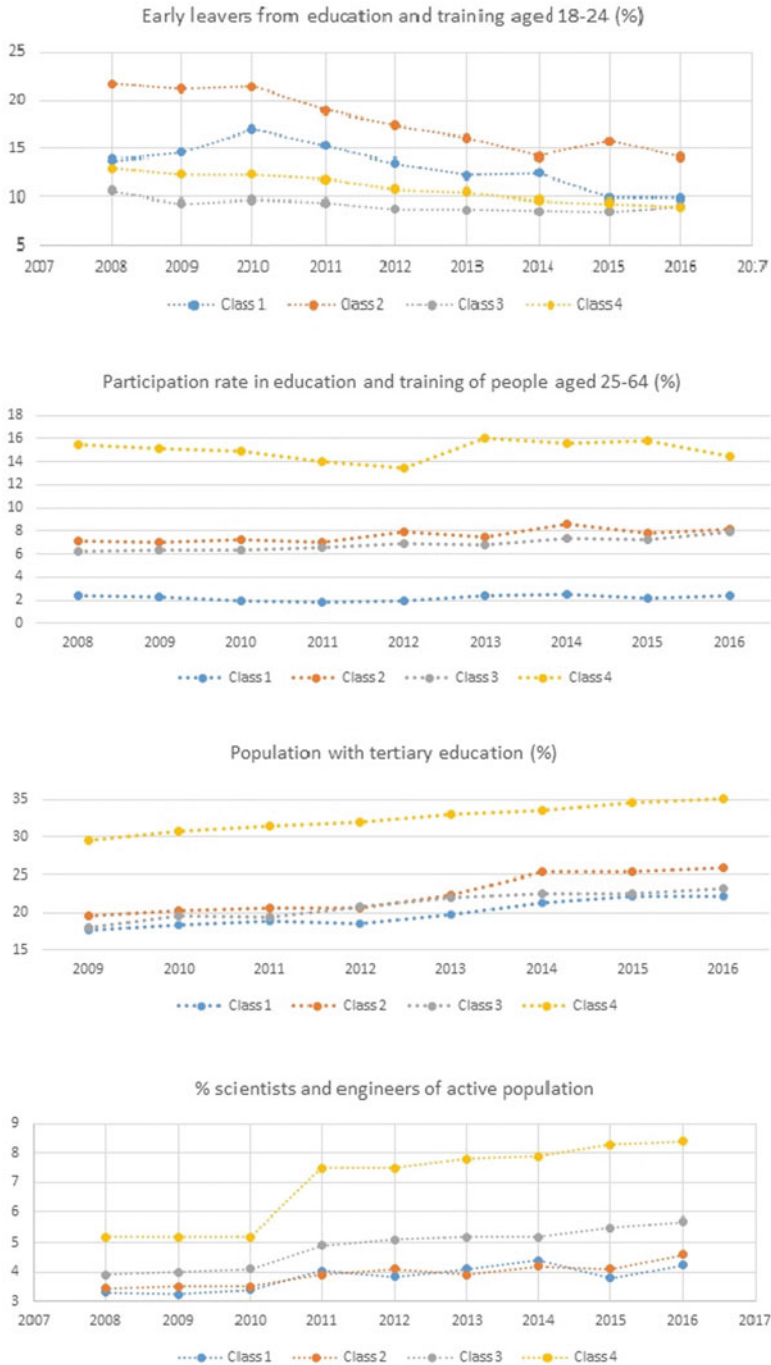 Early leavers from education and training aged 18-24 (%)
25
20
15
10
5
2007 2008 2009 2010 2011 2012 2013 2014 2015 2016 2017
Class 1 Class 2 Class 3 Class 4
Participation rate in education and training of people aged 25-64 (%)
18
16
14
12
10
8
6
4
2
0
2008 2009 2010 2011 2012 2013 2014 2015 2016
Class 1 Class 2 Class 3 Class 4
Population with tertiary education (%)
35
30
25
20
15
2009 2010 2011 2012 2013 2014 2015 2016
Class 1 Class 2 Class 3 Class 4
% scientists and engineers of active population
9
8
7
6
5
4
3
2007 2008 2009 2010 2011 2012 2013 2014 2015 2016 2017
Class 1 Class 2 Class 3 Class 4